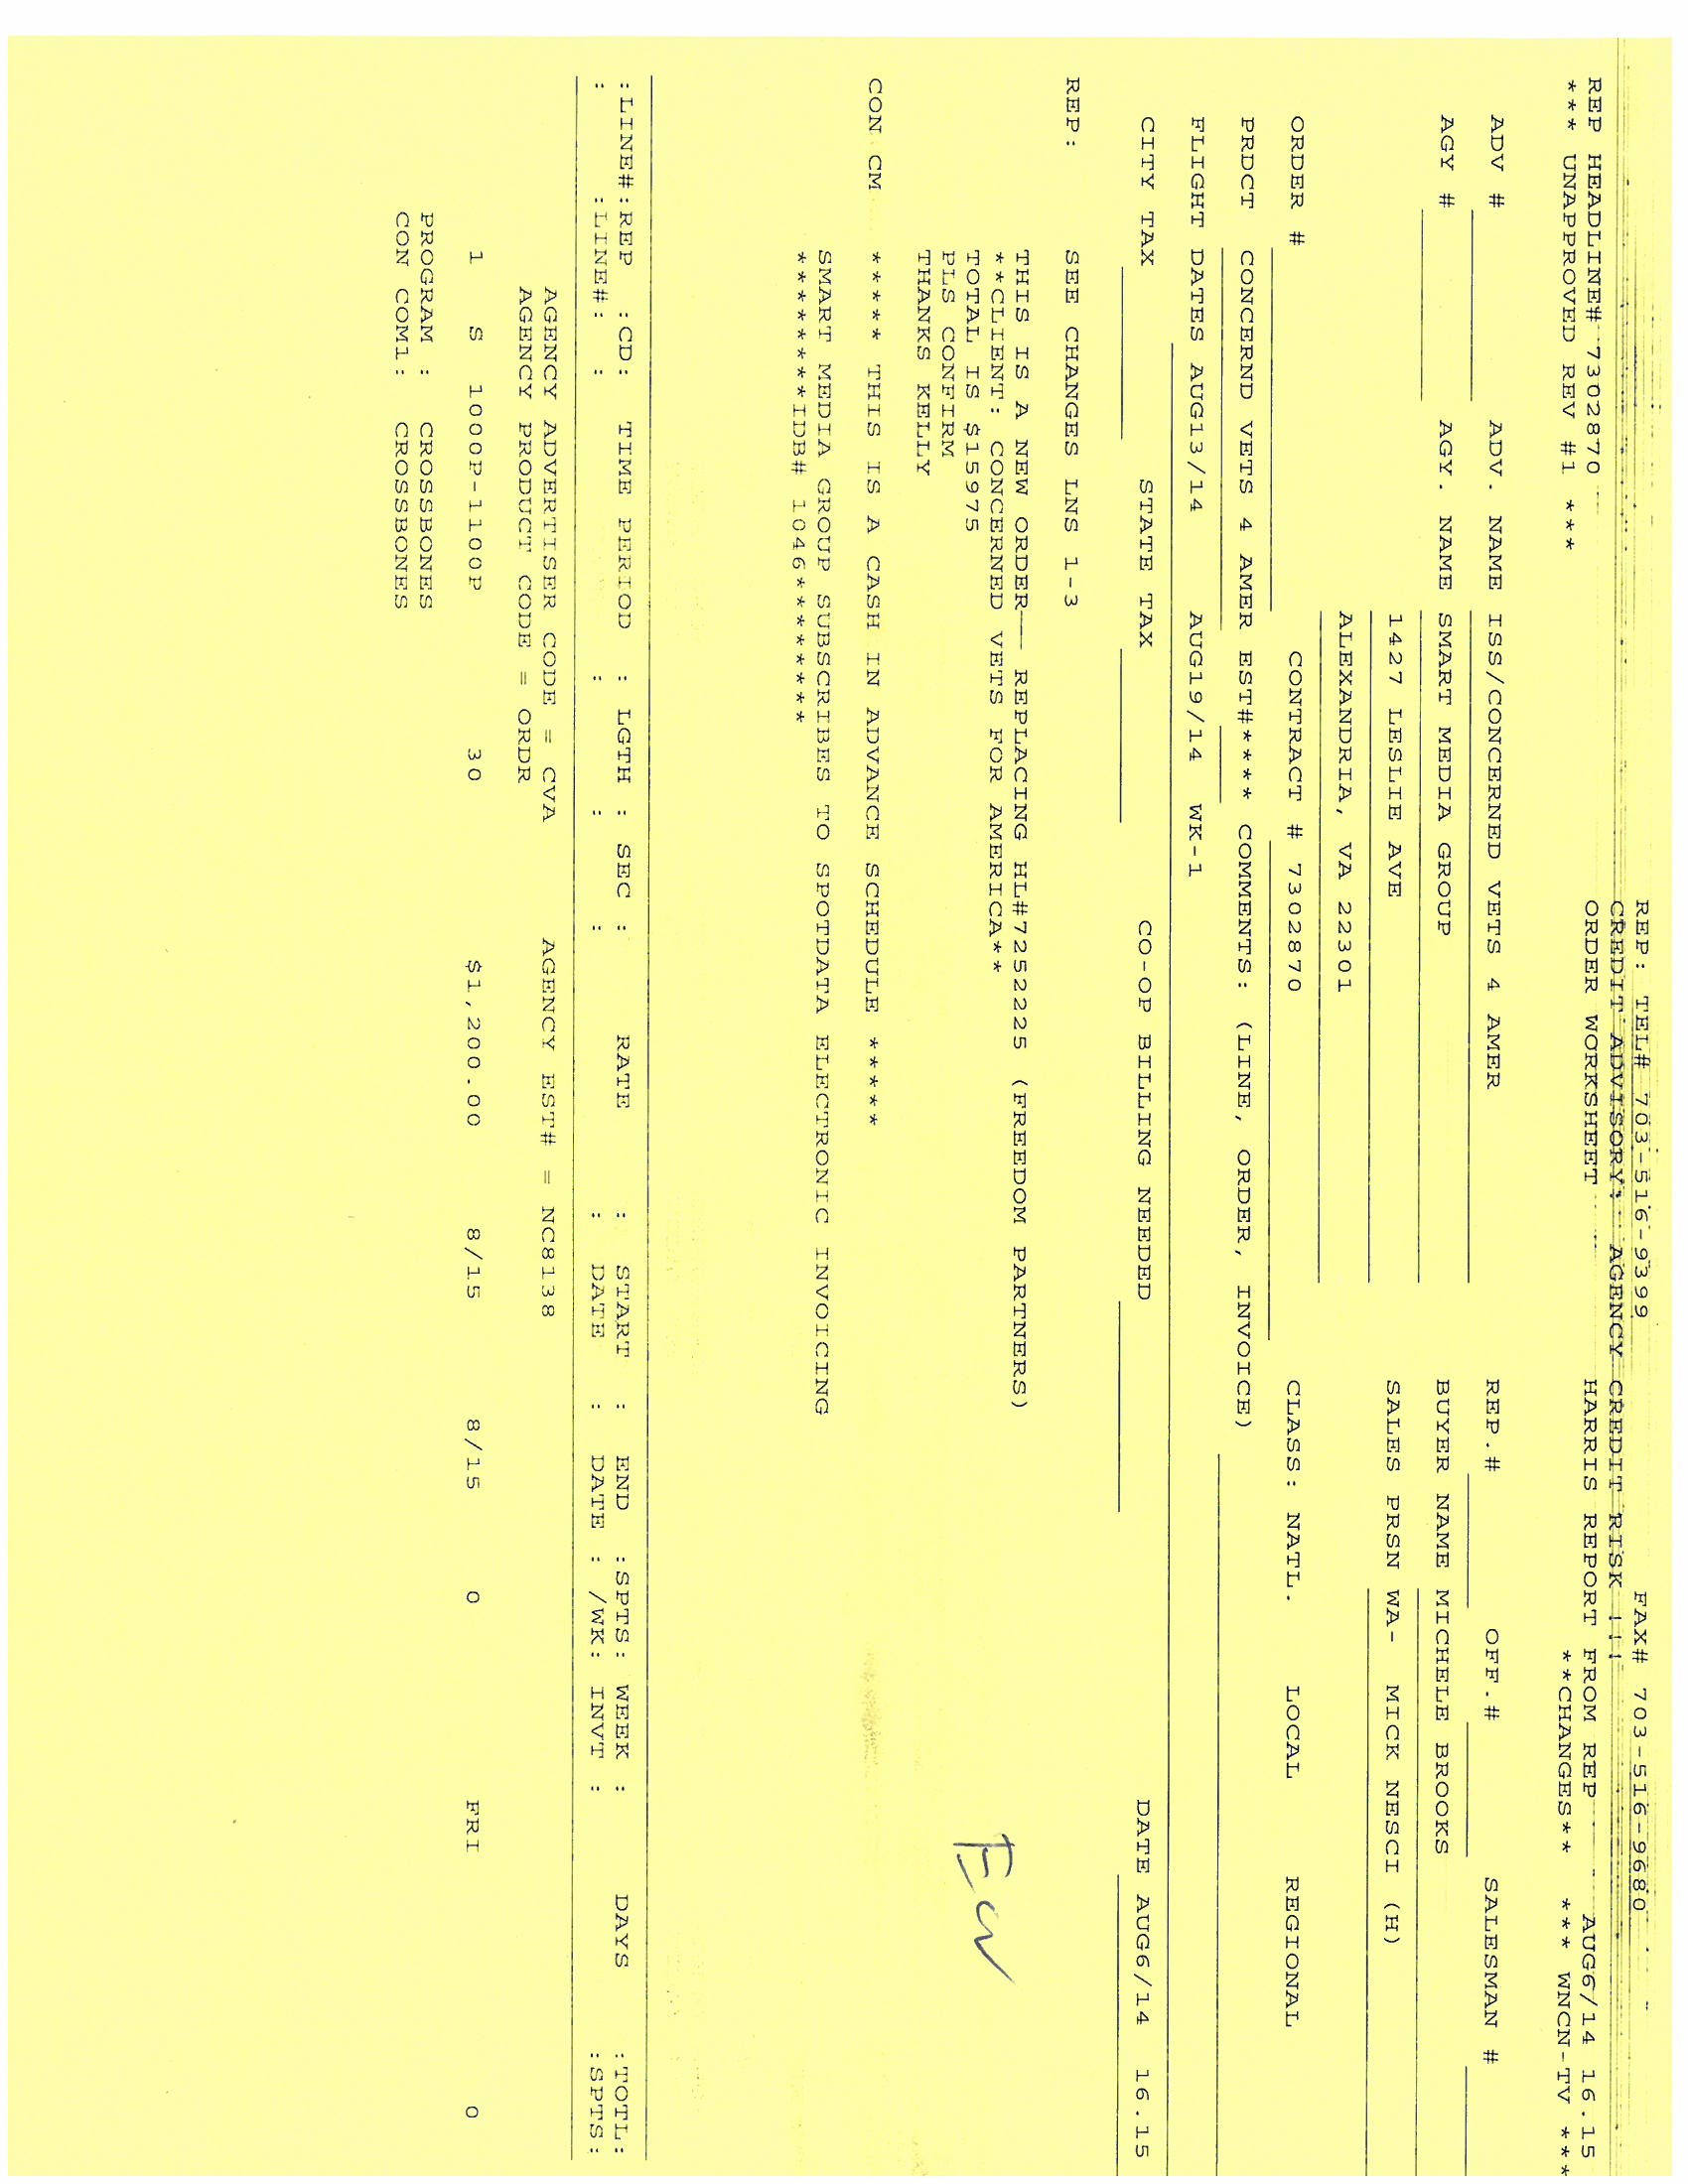 REP: TEL# 703-516-9399 FAX# 703-516-9680
CREDIT ADVISORY: AGENCY CREDIT RISK !!!
REP HEADLINE# 7302870 ORDER WORKSHEET HARRIS REPORT FROM REP AUG6/14 16.15
*** UNAPPROVED REV #1 *** **CHANGES** *** WNCN-TV ***
ADV # ADV. NAME ISS/CONCERNED VETS 4 AMER REP.# OFF.# SALESMAN #
AGY # AGY. NAME SMART MEDIA GROUP BUYER NAME MICHELE BROOKS
1427 LESLIE AVE SALES PRSN WA- MICK NESCI (H)
ALEXANDRIA, VA 22301
ORDER # CONTRACT # 7302870 CLASS: NATL. LOCAL REGIONAL
PRDCT CONCERND VETS 4 AMER EST#**** COMMENTS: (LINE, ORDER, INVOICE)
FLIGHT DATES AUG13/14 AUG19/14 WK-1
CITY TAX STATE TAX CO-OP BILLING NEEDED DATE AUG6/14 16.15
REP: SEE CHANGES LNS 1-3
THIS IS A NEW ORDER-- REPLACING HL#7252225 (FREEDOM PARTNERS)
**CLIENT: CONCERNED VETS FOR AMERICA**
TOTAL IS $15975
PLS CONFIRM
THANKS KELLY
CON CM ***** THIS IS A CASH IN ADVANCE SCHEDULE *****
SMART MEDIA GROUP SUBSCRIBES TO SPOTDATA ELECTRONIC INVOICING
*********IDB# 1046*********
:LINE#:REP :CD: TIME PERIOD : LGTH : SEC : RATE : START : END :SPTS: WEEK : DAYS :TOTL:
: :LINE#: : : : : : DATE : DATE : /WK: INVT : :SPTS:
AGENCY ADVERTISER CODE = CVA AGENCY EST# = NC8138
AGENCY PRODUCT CODE = ORDR
1 S 1000P-1100P 30 $1,200.00 8/15 8/15 0 FRI 0
PROGRAM : CROSSBONES
CON COM1: CROSSBONES